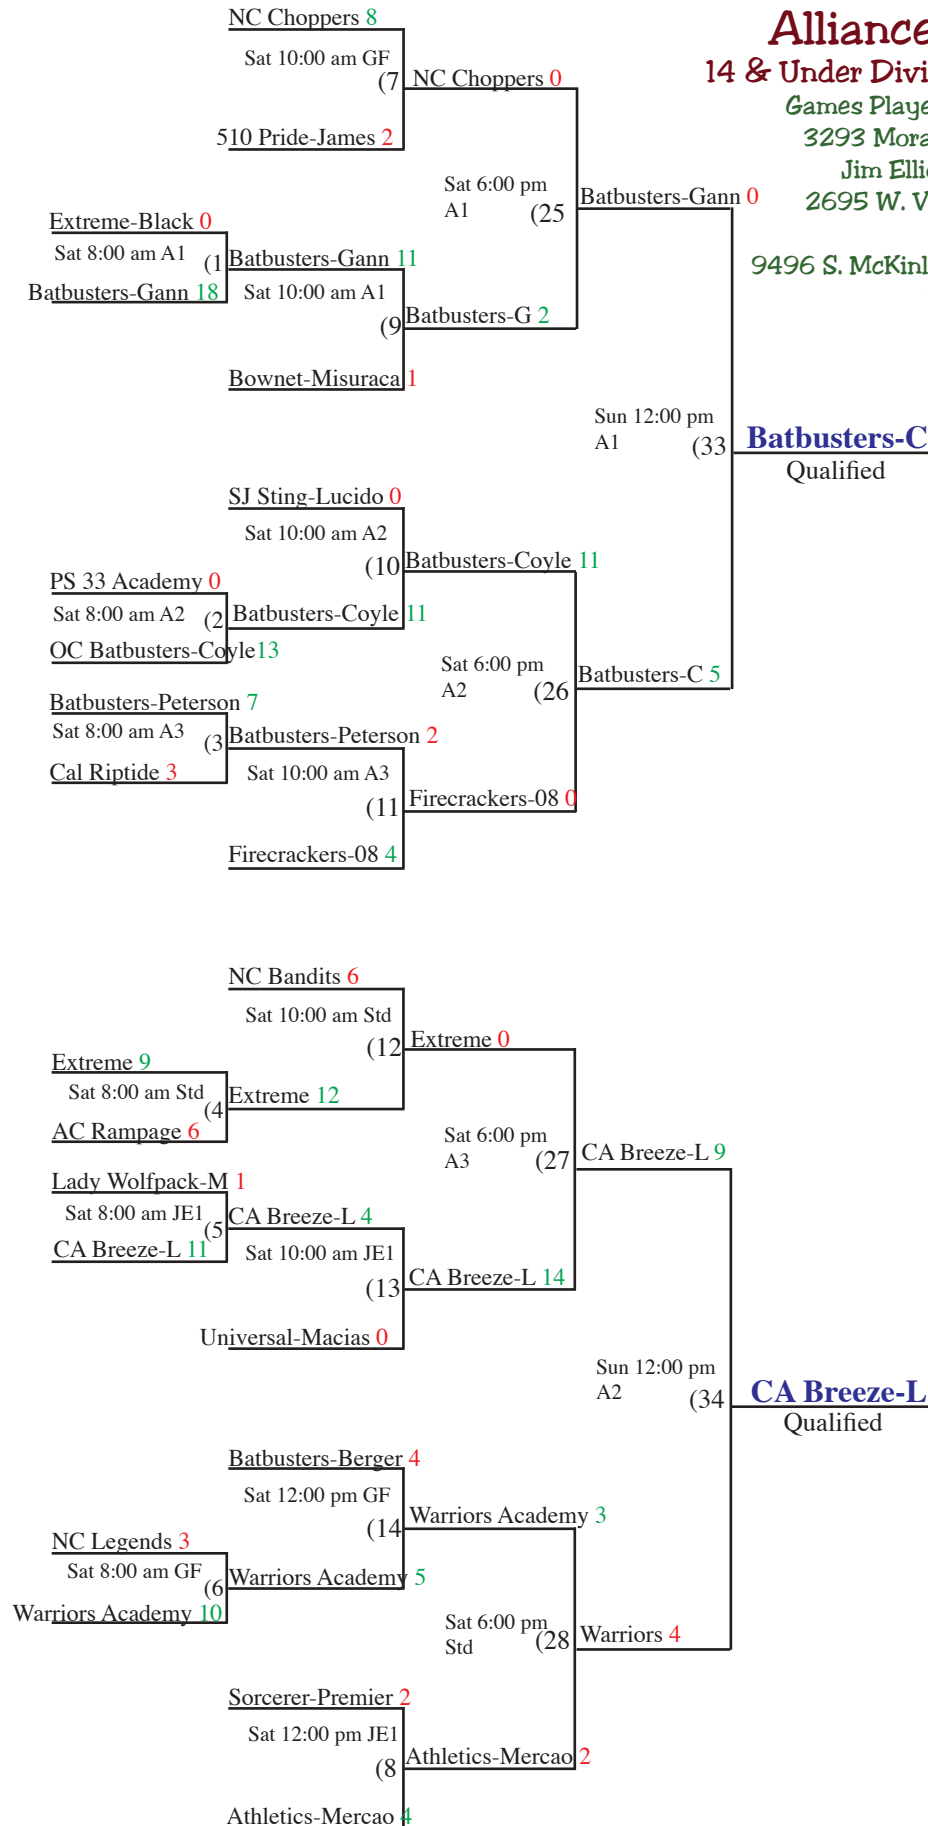 NC Choppers 8
Sat 10:00 am GF
(7
NC Choppers 0
510 Pride-James 2
Alliance
14 & Under Divi
Games Playe
3293 Mora
Jim Elli
2695 W. V
9496 S. McKinl
Sat 6:00 pm
A1
(25
Batbusters-Gann 0
Extreme-Black 0
Sat 8:00 am A1
(1
Batbusters-Gann 18
Batbusters-Gann 11
Sat 10:00 am A1
(9
Batbusters-G 2
Bownet-Misuraca 1
Sun 12:00 pm
A1
(33
Batbusters-C
Qualified
SJ Sting-Lucido 0
Sat 10:00 am A2
(10
Batbusters-Coyle 11
PS 33 Academy 0
Sat 8:00 am A2
(2
Batbusters-Coyle 11
OC Batbusters-Coyle 13
Sat 6:00 pm
A2
(26
Batbusters-C 5
Batbusters-Peterson 7
Sat 8:00 am A3
(3
Batbusters-Peterson 2
Cal Riptide 3
Sat 10:00 am A3
(11
Firecrackers-08 0
Firecrackers-08 4
NC Bandits 6
Sat 10:00 am Std
(12
Extreme 0
Extreme 9
Sat 8:00 am Std
(4
Extreme 12
AC Rampage 6
Sat 6:00 pm
A3
(27
CA Breeze-L 9
Lady Wolfpack-M 1
Sat 8:00 am JE1
(5
CA Breeze-L 4
CA Breeze-L 11
Sat 10:00 am JE1
(13
CA Breeze-L 14
Universal-Macias 0
Sun 12:00 pm
A2
(34
CA Breeze-L
Qualified
Batbusters-Berger 4
Sat 12:00 pm GF
(14
Warriors Academy 3
NC Legends 3
Sat 8:00 am GF
(6
Warriors Academy 5
Warriors Academy 10
Sat 6:00 pm
Std
(28
Warriors 4
Sorcerer-Premier 2
Sat 12:00 pm JE1
(8
Athletics-Mercao 2
Athletics-Mercao 4